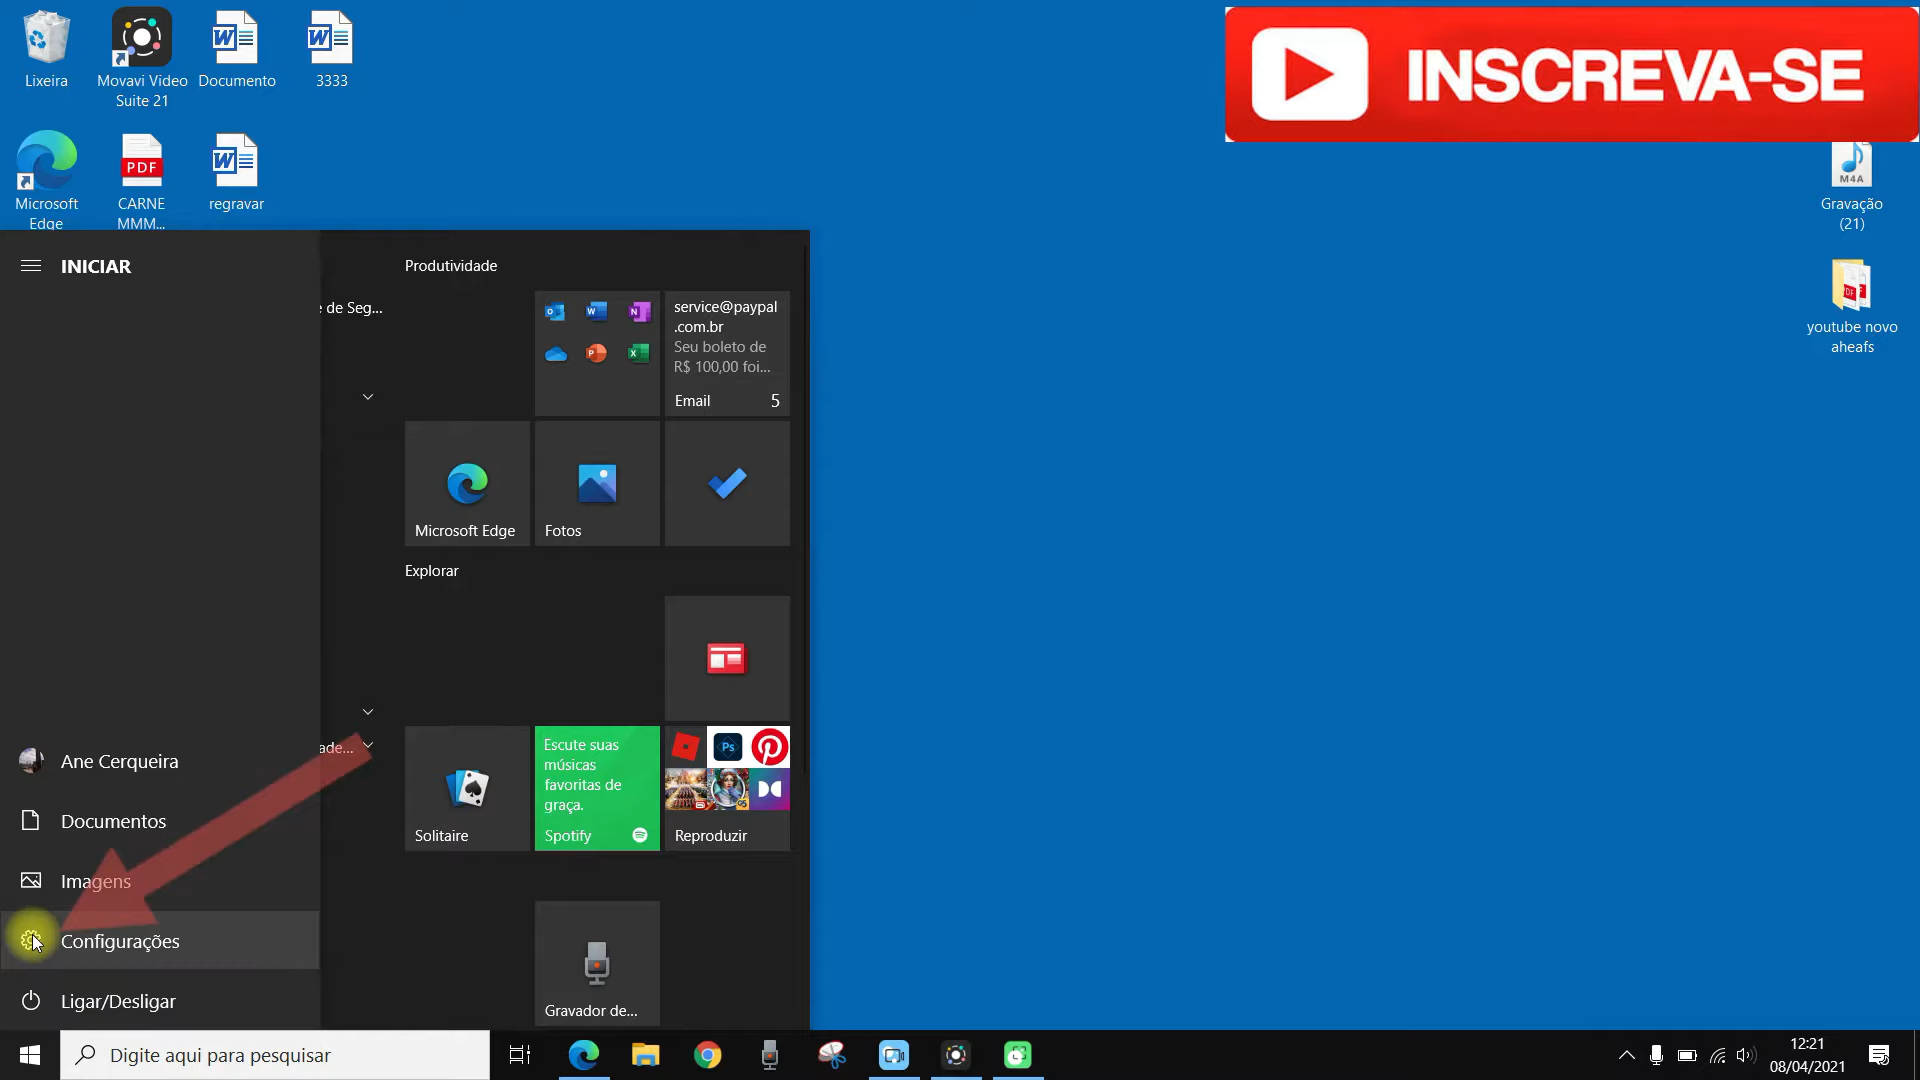 Lixeira
Movavi Video
Suite 21
Documento
3333
INSCREVA-SE
Microsoft
Edge
PDF
CARNE
MMM...
regravar
M4A
Gravação
(21)
PDF
youtube novo
aheafs
INICIAR
Produtividade
e de Seg...
service@paypal
.com.br
Seu boleto de
R$ 100,00 foi...
Email 5
Microsoft Edge
Fotos
Explorar
Ane Cerqueira
ade...
Escute suas
músicas
favoritas de
graça.
Ps
Solitaire
Spotify
Reproduzir
Documentos
Imagens
Configurações
Ligar/Desligar
Gravador de...
Digite aqui para pesquisar
12:21
08/04/2021